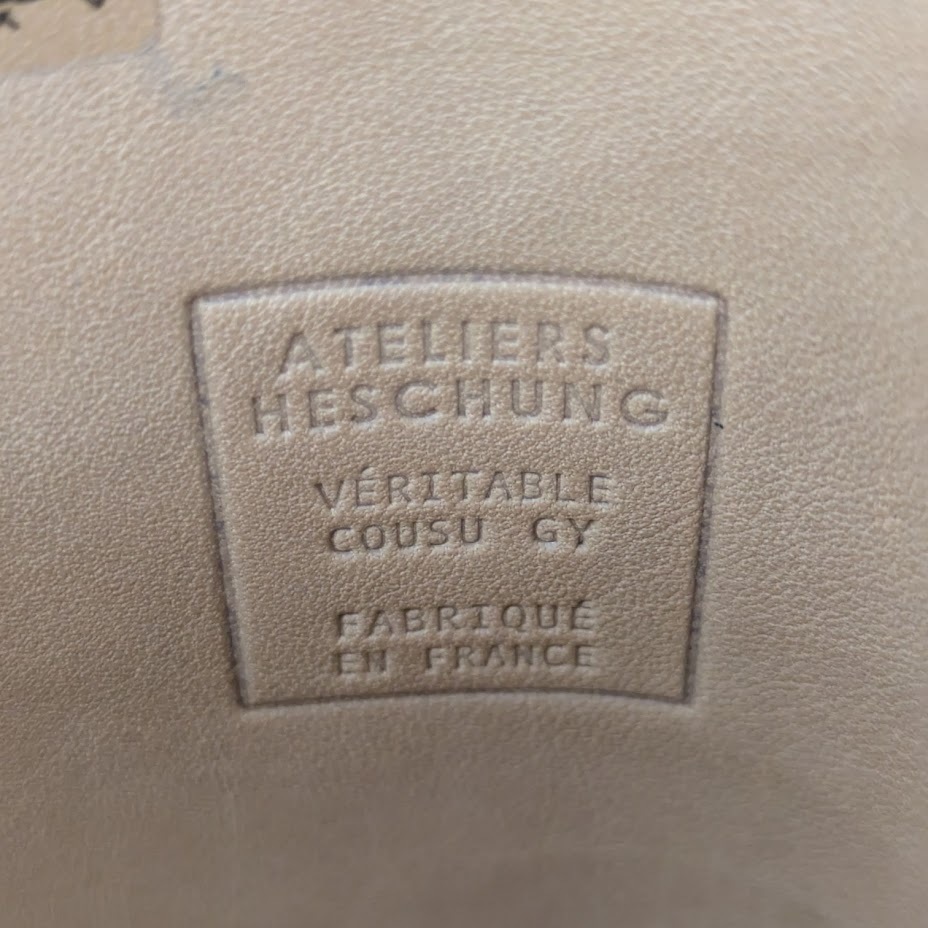 ATELIERS
HESCHUNG
VÉRITABLE
COUSU GY
FABRIQUÉ
EN FRANCE